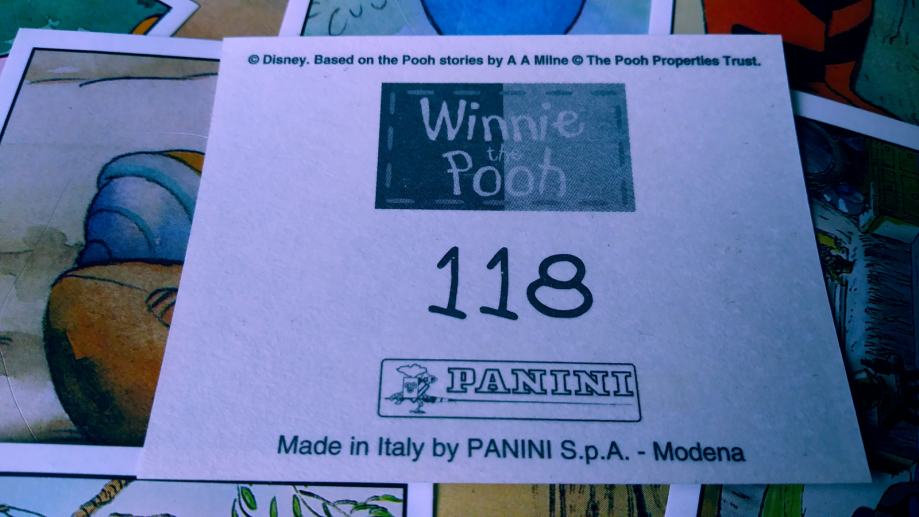 © Disney. Based on the Pooh stories by A A Milne © The Pooh Properties Trust.
Winnie
the
Pooh
118
PANINI
Made in Italy by PANINI S.p.A. - Modena